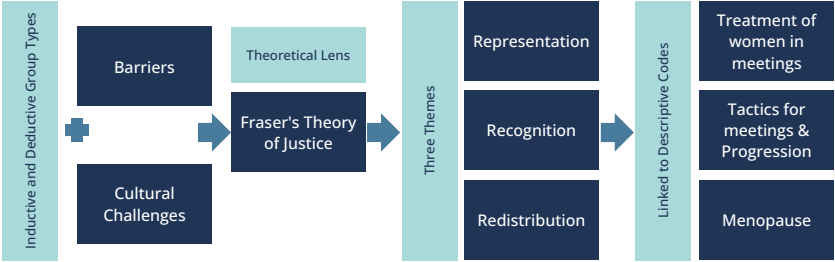 Inductive and Deductive Group Types
Barriers
Cultural
Challenges
Theoretical Lens
Fraser's Theory
of Justice
Three Themes
Representation
Recognition
Redistribution
Linked to Descriptive Codes
Treatment of
women in
meetings
Tactics for
meetings &
Progression
Menopause